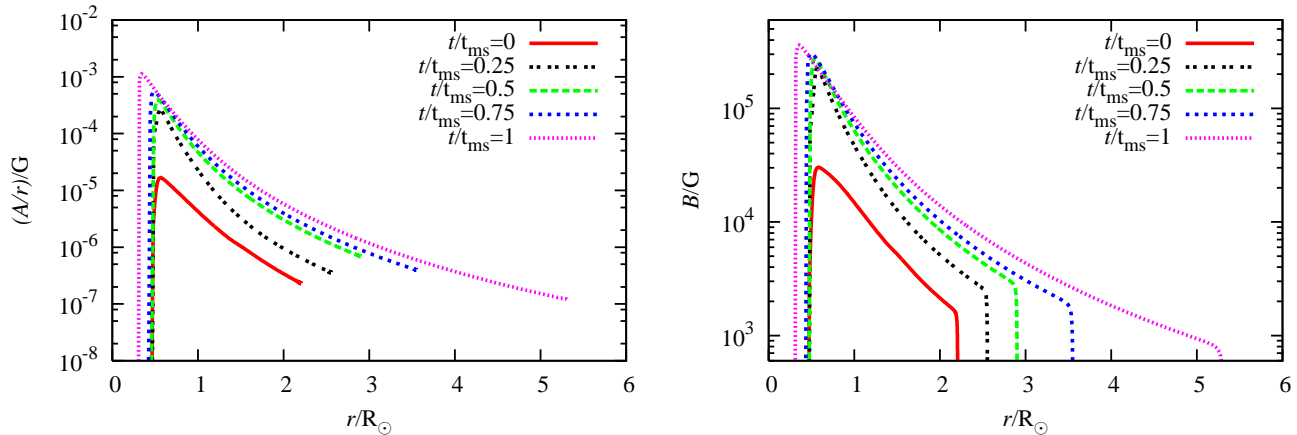 10^-2
10^-3
10^-4
10^-5
10^-6
10^-7
10^-8
(A/r)/G
0 1 2 3 4 5 6
r/R_☉
t/t_ms=0
t/t_ms=0.25
t/t_ms=0.5
t/t_ms=0.75
t/t_ms=1
10^5
10^4
10^3
B/G
0 1 2 3 4 5 6
r/R_☉
t/t_ms=0
t/t_ms=0.25
t/t_ms=0.5
t/t_ms=0.75
t/t_ms=1